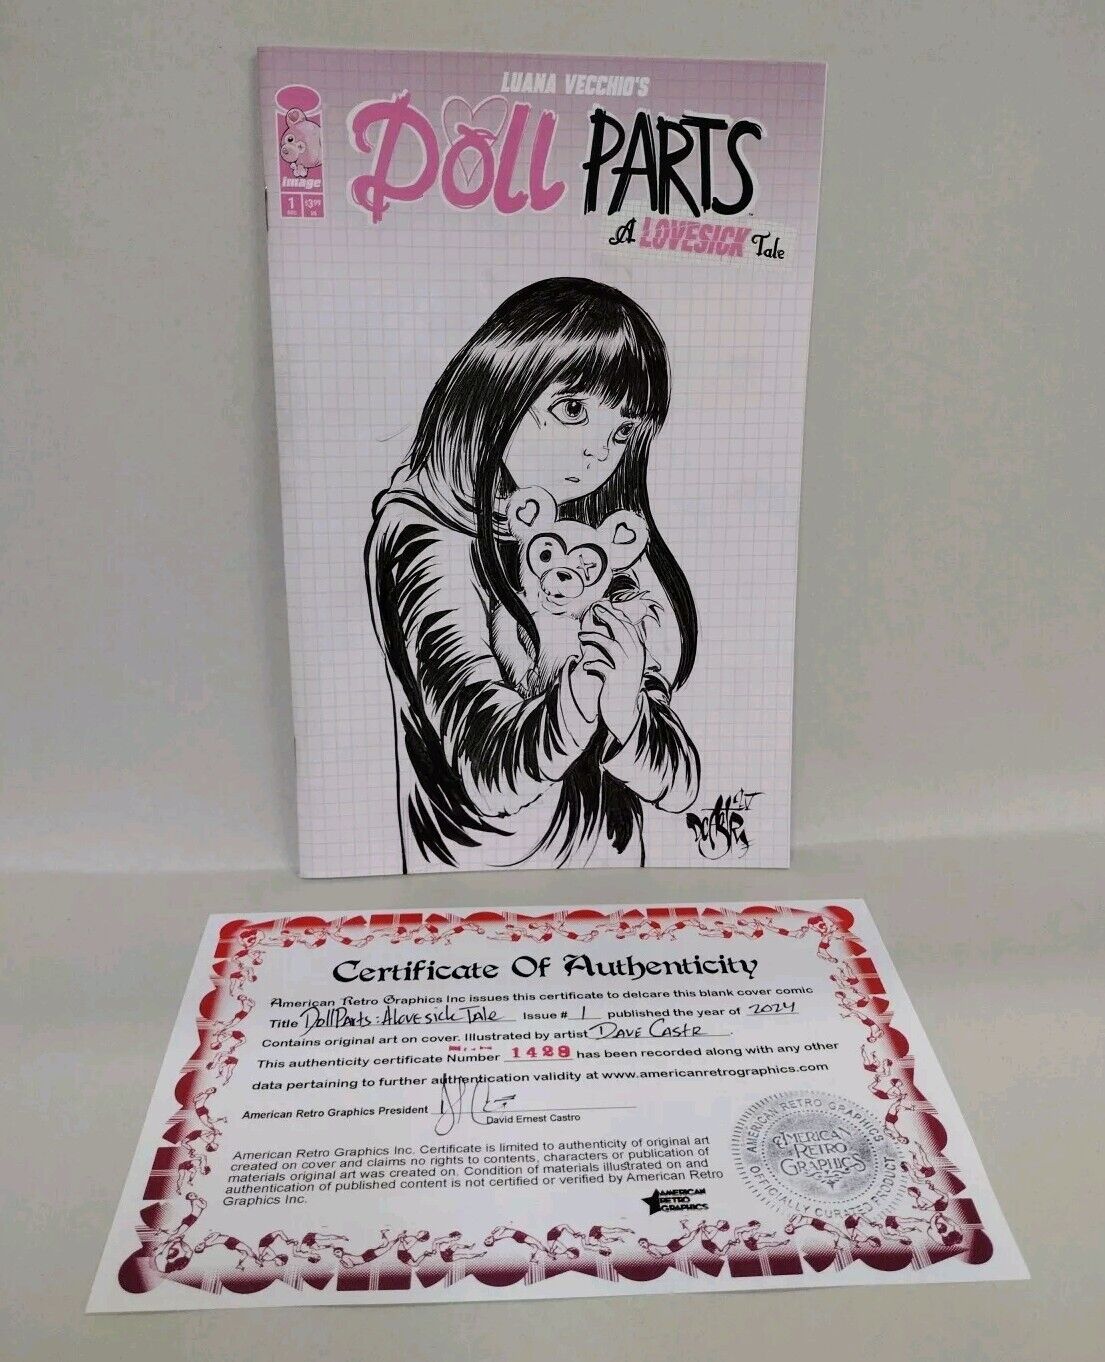 LUANA VECCHIO'S
Doll PARTS
A LOVESICK Tale
image
1 $3.99
DEC US
DCASTR
Certificate Of Authenticity
American Retro Graphics Inc issues this certificate to delcare this blank cover comic
Title DollParts: A Lovesick Tale Issue # 1 published the year of 2024
Contains original art on cover. Illustrated by artist DAVE CASTR.
This authenticity certificate Number 1429 has been recorded along with any other
data pertaining to further authentication validity at www.americanretrographics.com
American Retro Graphics President
David Ernest Castro
American Retro Graphics Inc. Certificate is limited to authenticity of original art
created on cover and claims no rights to contents, characters or publication of
materials original art was created on. Condition of materials illustrated on and
authentication of published content is not certified or verified by American Retro
Graphics Inc.
AMERICAN
RETRO
GRAPHICS
AMERICAN RETRO GRAPHICS
AMERICAN
RETRO
GRAPHICS
OFFICIALLY CURATED PRODUCT